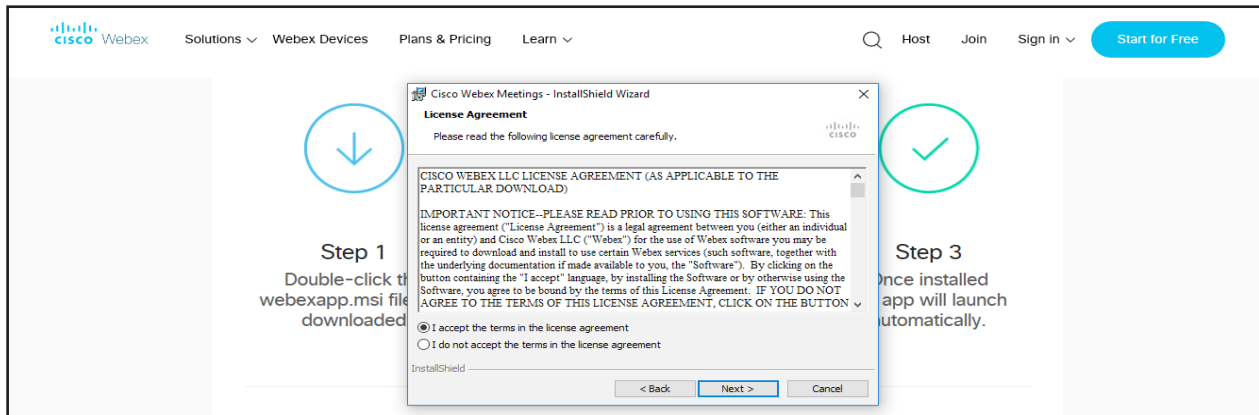 CISCO Webex Solutions Webex Devices Plans & Pricing Learn Host Join Sign in Start for Free
Cisco Webex Meetings - InstallShield Wizard
License Agreement
Please read the following license agreement carefully.
CISCO
CISCO WEBEX LLC LICENSE AGREEMENT (AS APPLICABLE TO THE
PARTICULAR DOWNLOAD)
IMPORTANT NOTICE--PLEASE READ PRIOR TO USING THIS SOFTWARE: This
license agreement ("License Agreement") is a legal agreement between you (either an individual
or an entity) and Cisco Webex LLC ("Webex") for the use of Webex software you may be
required to download and install to use certain Webex services (such software, together with
the underlying documentation if made available to you, the "Software"). By clicking on the
button containing the "I accept" language, by installing the Software or by otherwise using the
Software, you agree to be bound by the terms of this License Agreement. IF YOU DO NOT
AGREE TO THE TERMS OF THIS LICENSE AGREEMENT, CLICK ON THE BUTTON
I accept the terms in the license agreement
I do not accept the terms in the license agreement
InstallShield
< Back Next > Cancel
Step 1
Double-click
webexapp.msi
downloaded
Step 3
installed
app will launch